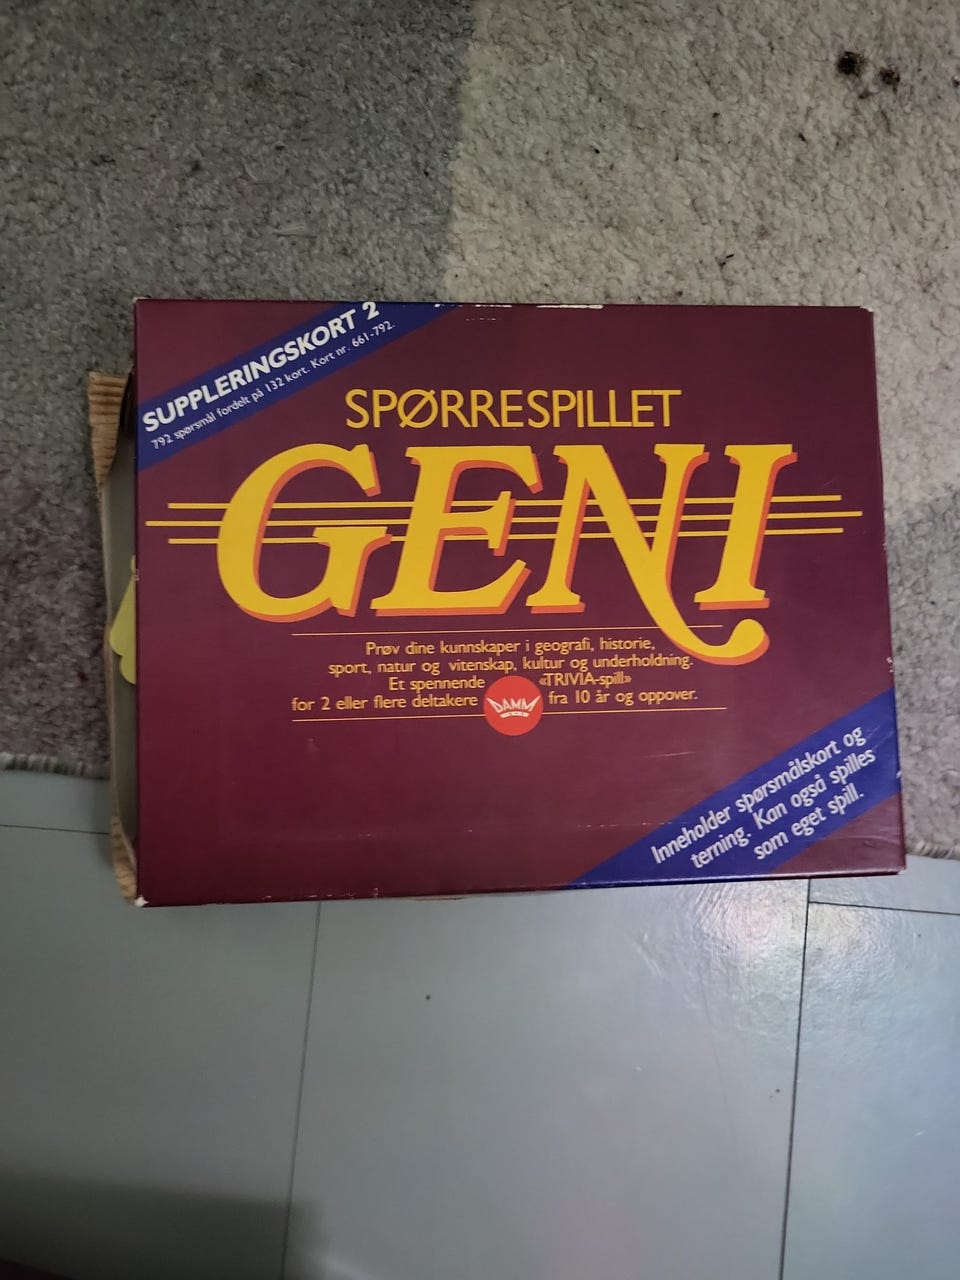 SUPPLERINGSKORT 2
792 spørsmål fordelt på 132 kort. Kort nr. 661-792.
SPØRRESPILLET
GENI
Prøv dine kunnskaper i geografi, historie,
sport, natur og vitenskap, kultur og underholdning.
Et spennende «TRIVIA-spill»
for 2 eller flere deltakere fra 10 år og oppover.
DAMM
Inneholder spørsmålskort og
terning. Kan også spilles
som eget spill.